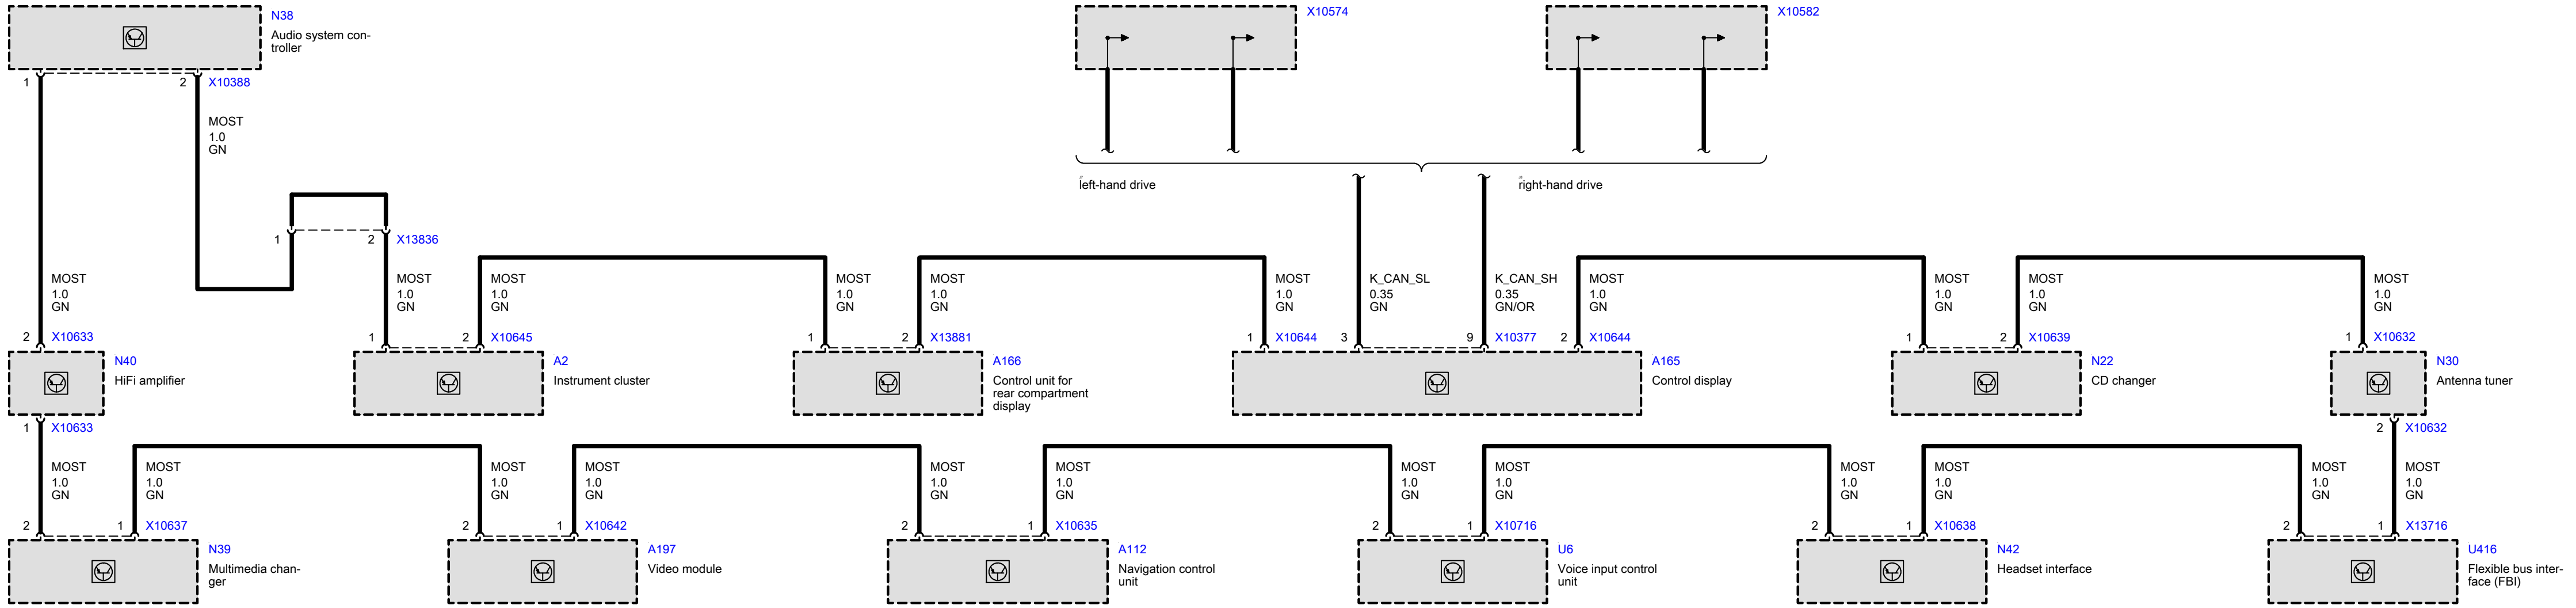 N38
Audio system con-
troller
1
2 X10388
MOST
1.0
GN
X10574
X10582
left-hand drive
right-hand drive
1
2 X13836
MOST
1.0
GN
MOST
1.0
GN
MOST
1.0
GN
MOST
1.0
GN
MOST
1.0
GN
MOST
1.0
GN
K_CAN_SL
0.35
GN
K_CAN_SH
0.35
GN/OR
MOST
1.0
GN
MOST
1.0
GN
MOST
1.0
GN
MOST
1.0
GN
2 X10633
1
2 X10645
1
2 X13881
1 X10644
3
9 X10377
2 X10644
1
2 X10639
1 X10632
N40
HiFi amplifier
A2
Instrument cluster
A166
Control unit for
rear compartment
display
A165
Control display
N22
CD changer
N30
Antenna tuner
1 X10633
2 X10632
MOST
1.0
GN
MOST
1.0
GN
MOST
1.0
GN
MOST
1.0
GN
MOST
1.0
GN
MOST
1.0
GN
MOST
1.0
GN
MOST
1.0
GN
MOST
1.0
GN
MOST
1.0
GN
MOST
1.0
GN
MOST
1.0
GN
2
1 X10637
2
1 X10642
2
1 X10635
2
1 X10716
2
1 X10638
2
1 X13716
N39
Multimedia chan-
ger
A197
Video module
A112
Navigation control
unit
U6
Voice input control
unit
N42
Headset interface
U416
Flexible bus inter-
face (FBI)